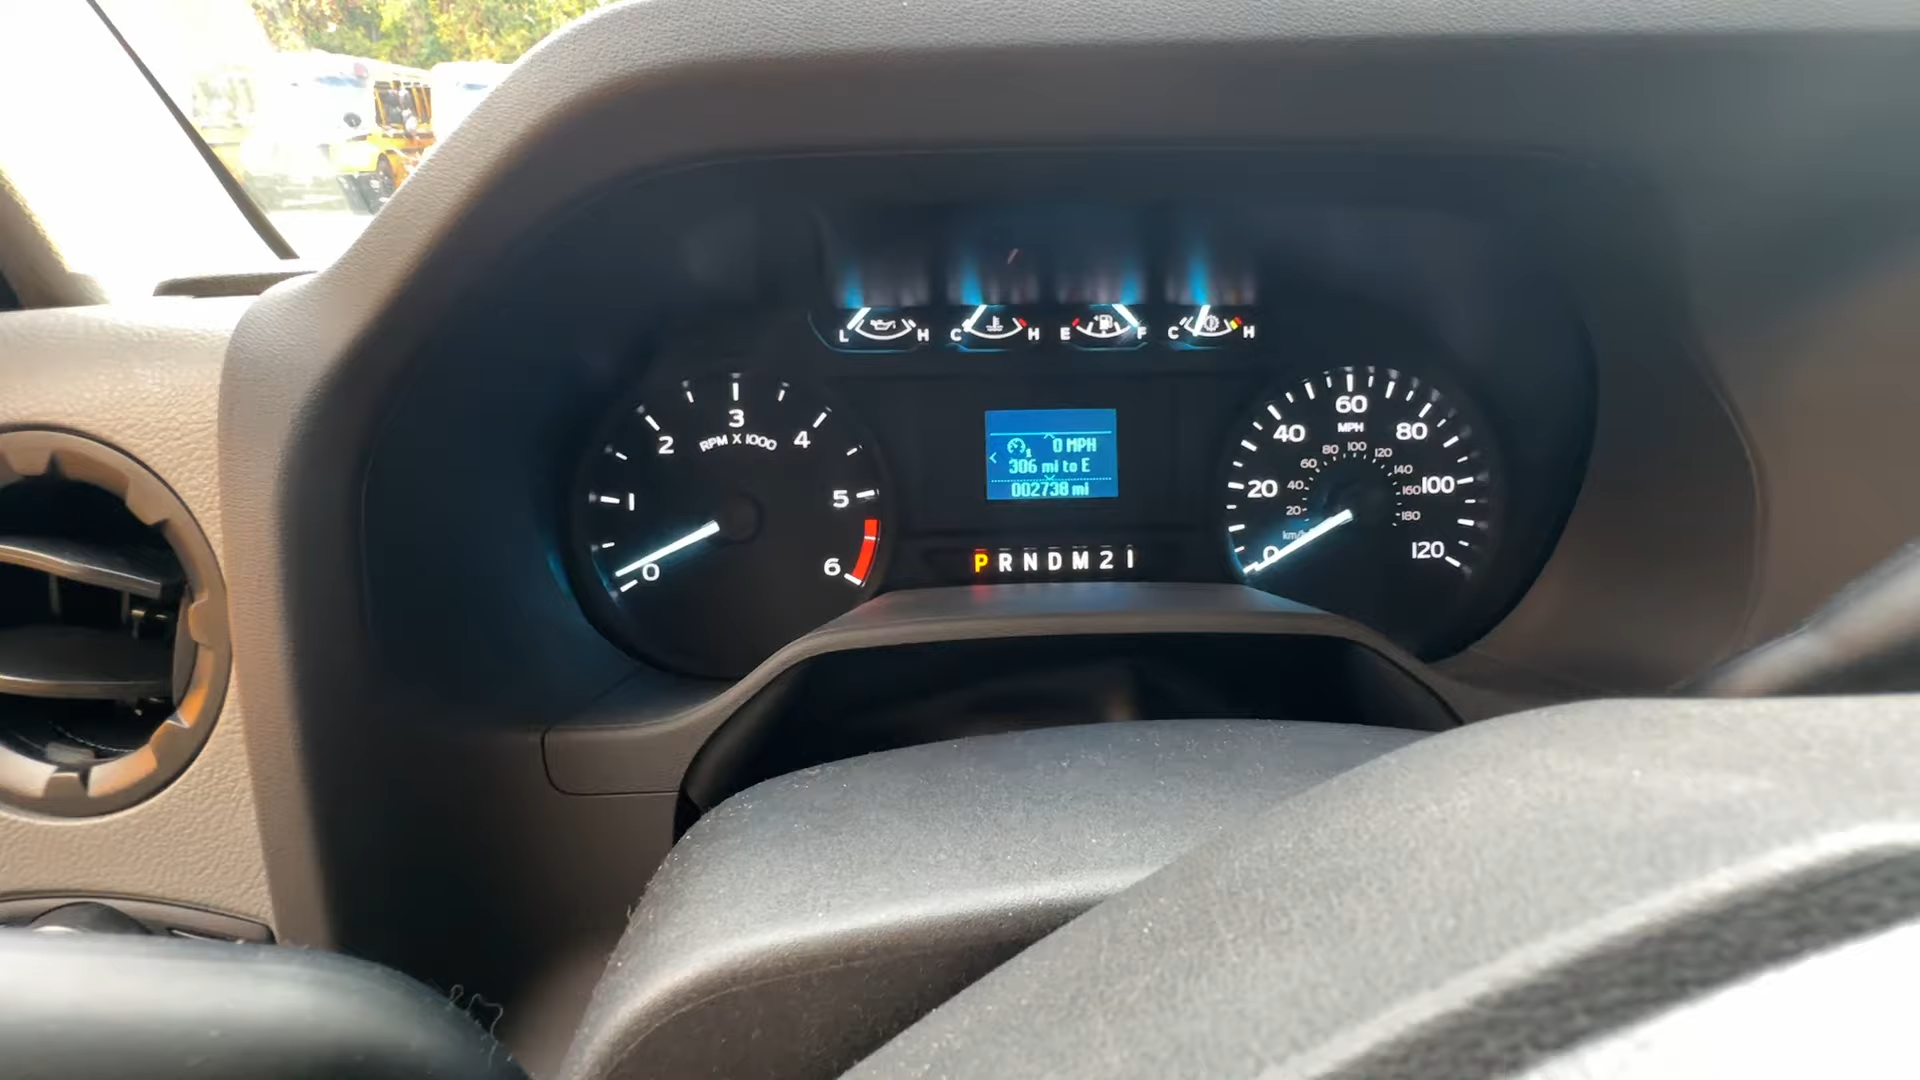 L H C H E F C H
0 1 2 3 4 5 6
RPM X 1000
0 MPH
306 mi to E
002738 mi
P R N D M 2 1
0 20 40 60 80 100 120
MPH
20 40 60 80 100 120 140 160 180
km/h